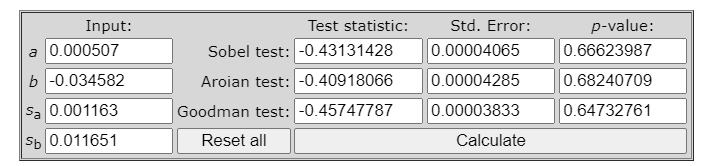 Input: Test statistic: Std. Error: p-value:
a 0.000507 Sobel test: -0.43131428 0.00004065 0.66623987
b -0.034582 Aroian test: -0.40918066 0.00004285 0.68240709
sa 0.001163 Goodman test: -0.45747787 0.00003833 0.64732761
sb 0.011651 Reset all Calculate